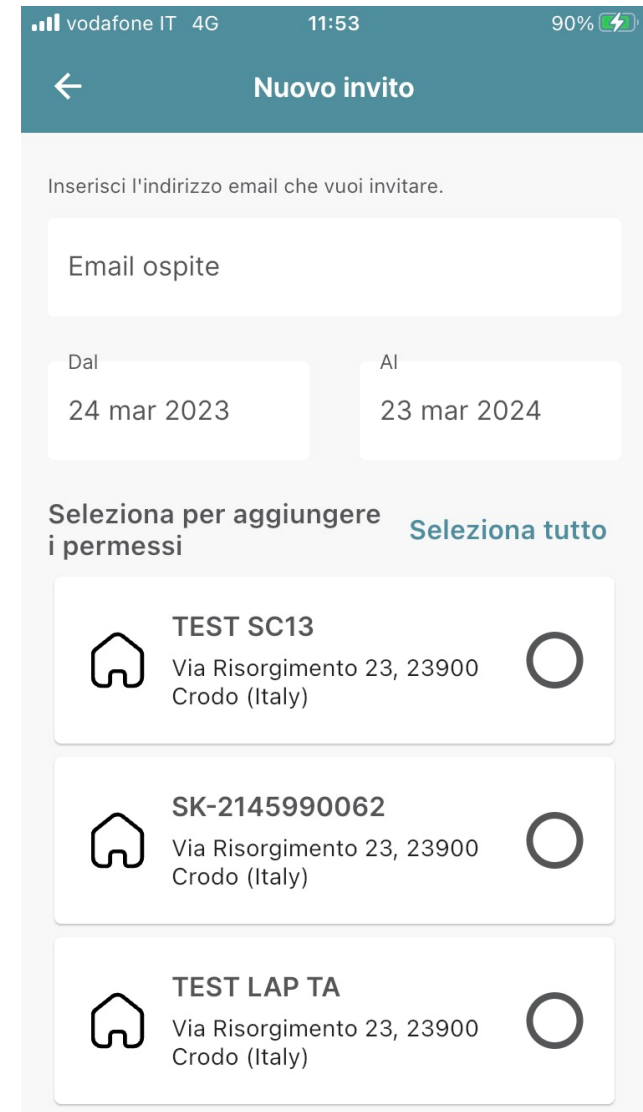 vodafone IT 4G 11:53 90%
Nuovo invito
Inserisci l'indirizzo email che vuoi invitare.
Email ospite
Dal Al
24 mar 2023 23 mar 2024
Seleziona per aggiungere
i permessi
Seleziona tutto
TEST SC13
Via Risorgimento 23, 23900
Crodo (Italy)
SK-2145990062
Via Risorgimento 23, 23900
Crodo (Italy)
TEST LAP TA
Via Risorgimento 23, 23900
Crodo (Italy)